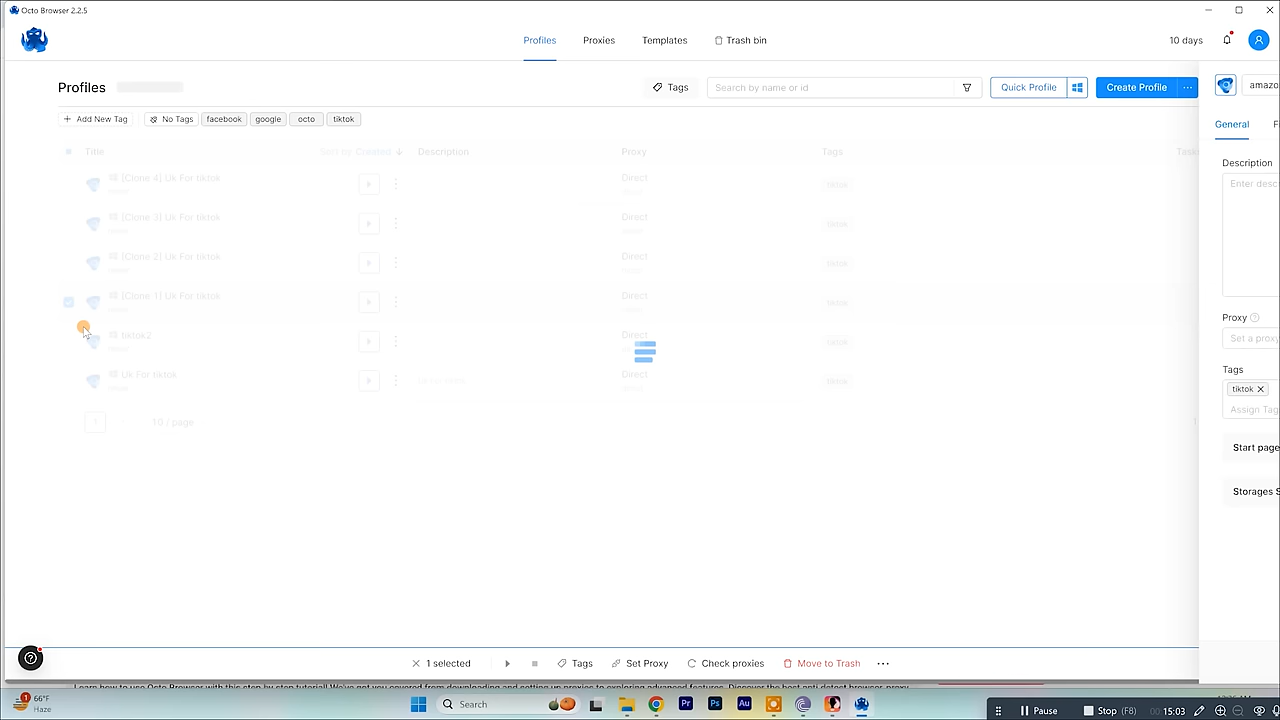 Octo Browser 2.2.5
Profiles
Proxies
Templates
Trash bin
10 days
Profiles
Tags
Search by name or id
Quick Profile
Create Profile
amazo
Add New Tag
No Tags
facebook
google
octo
tiktok
General
Title
Sort by Created
Description
Proxy
Tags
[Clone 4] Uk For tiktok
Direct
tiktok
[Clone 3] Uk For tiktok
Direct
tiktok
[Clone 2] Uk For tiktok
Direct
tiktok
[Clone 1] Uk For tiktok
Direct
tiktok
tiktok2
Direct
tiktok
Uk For tiktok
Direct
tiktok
10 / page
Description
Enter desc
Proxy
Set a proxy
Tags
tiktok
Assign Tag
Start page
Storages S
1 selected
Tags
Set Proxy
Check proxies
Move to Trash
66°F
Haze
Search
Pause
Stop (F8)
00:15:03